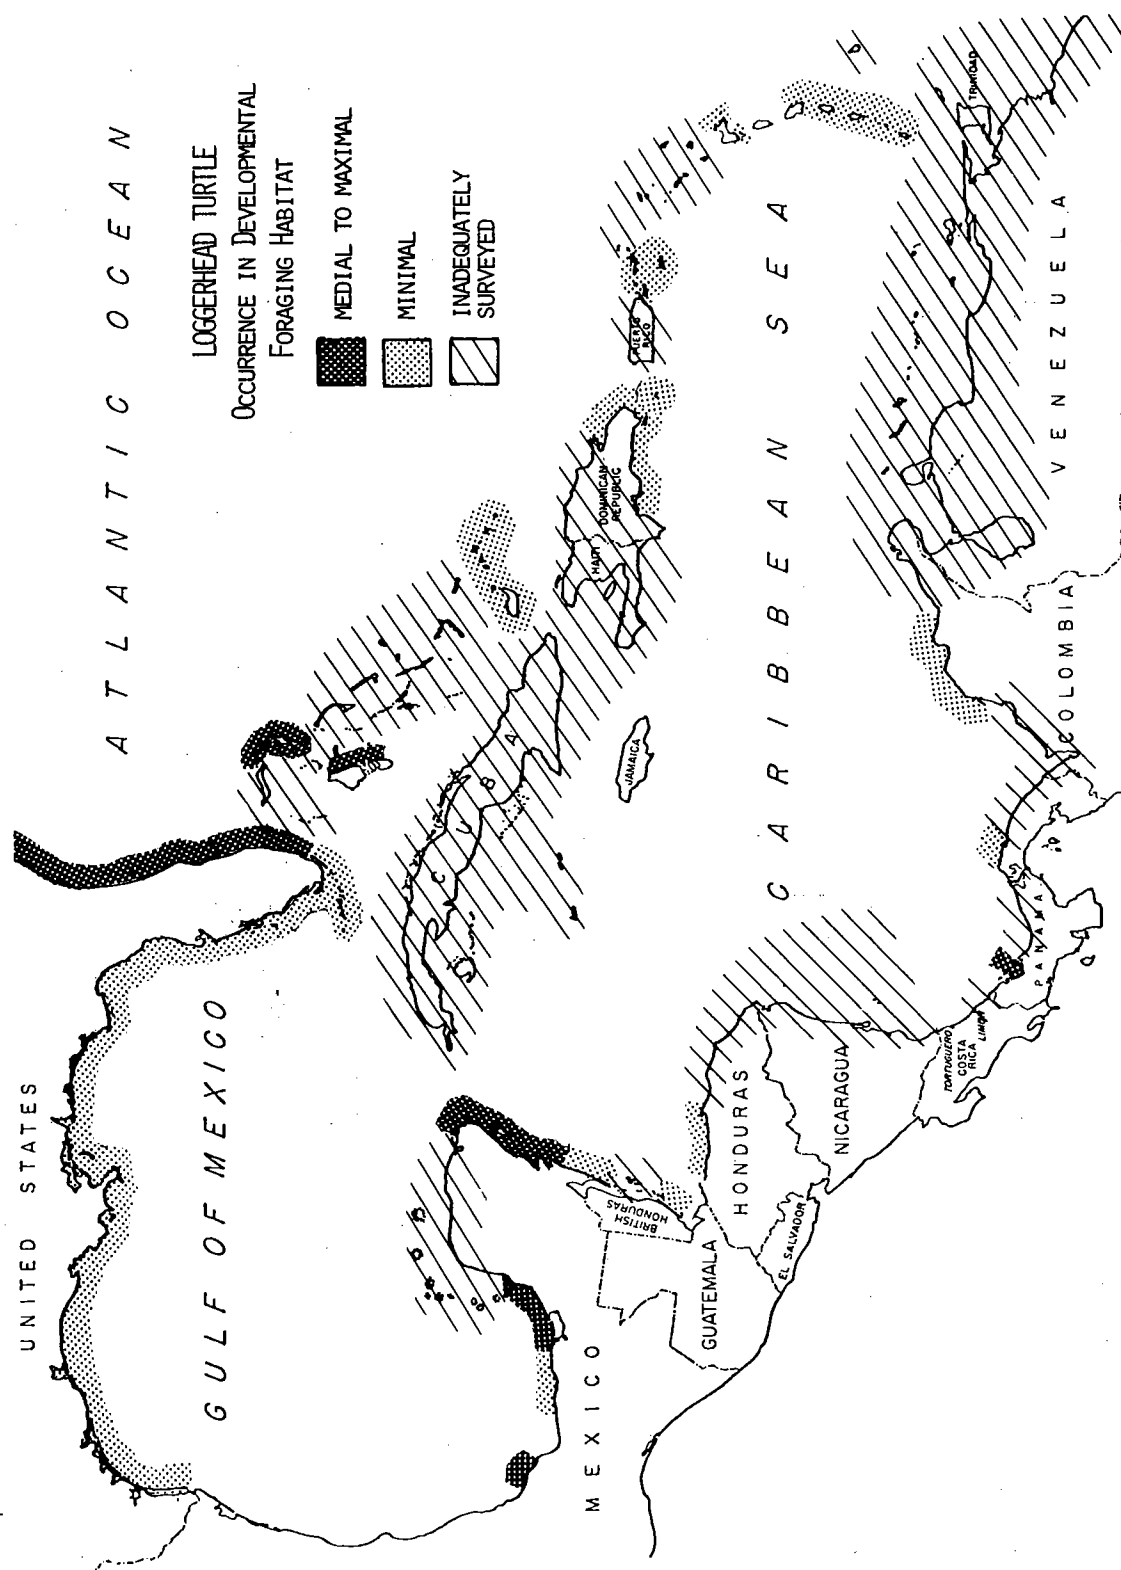 LOGGERHEAD TURTLE
OCCURRENCE IN DEVELOPMENTAL
FORAGING HABITAT
MEDIAL TO MAXIMAL
MINIMAL
INADEQUATELY
SURVEYED
ATLANTIC OCEAN
UNITED STATES
GULF OF MEXICO
CUBA
JAMAICA
HAITI
DOMINICAN
REPUBLIC
PUERTO
RICO
CARIBBEAN SEA
TRINIDAD
MEXICO
BRITISH
HONDURAS
GUATEMALA
HONDURAS
EL SALVADOR
NICARAGUA
TORTUGUERO
COSTA
RICA
LIMON
PANAMA
COLOMBIA
VENEZUELA